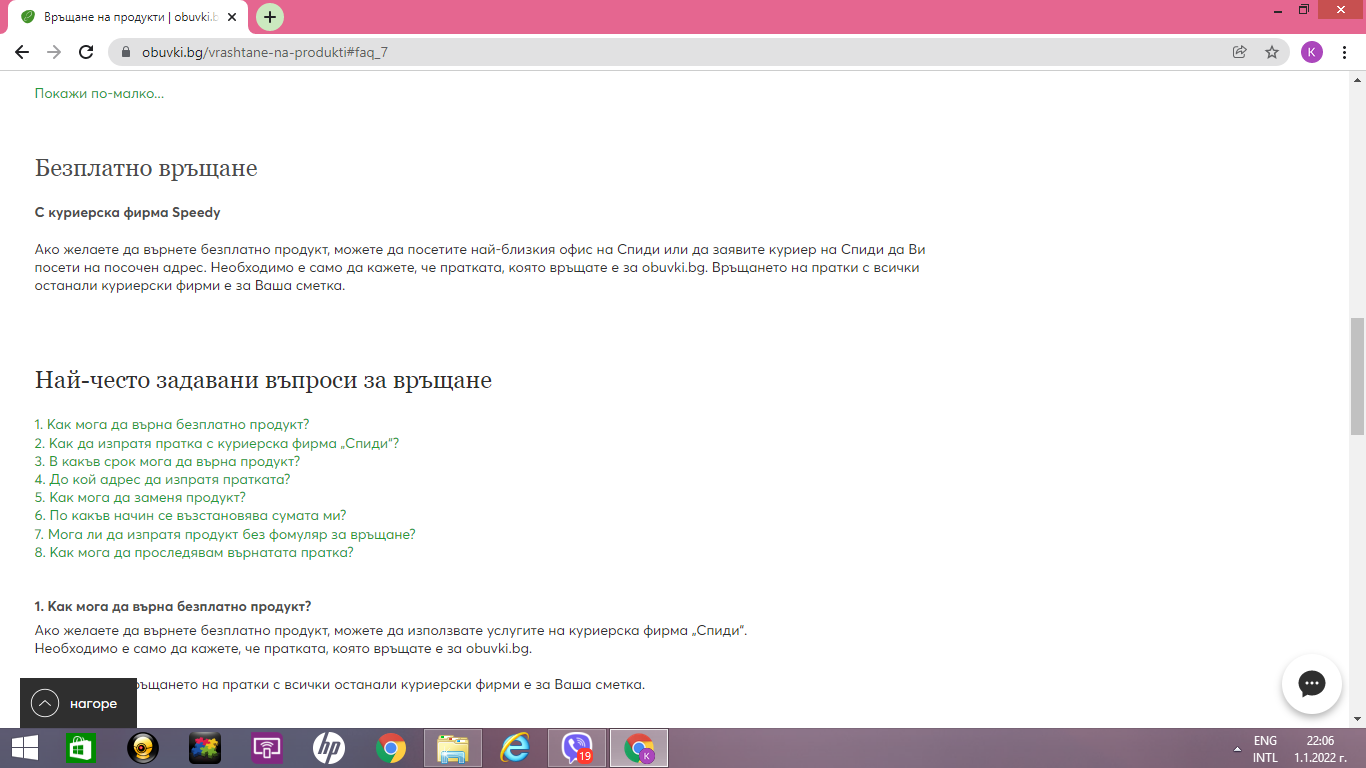 Връщане на продукти | obuvki.b
obuvki.bg/vrashtane-na-produkti#faq_7
K
Покажи по-малко...
Безплатно връщане
С куриерска фирма Speedy
Ако желаете да върнете безплатно продукт, можете да посетите най-близкия офис на Спиди или да заявите куриер на Спиди да Ви
посети на посочен адрес. Необходимо е само да кажете, че пратката, която връщате е за obuvki.bg. Връщането на пратки с всички
останали куриерски фирми е за Ваша сметка.
Най-често задавани въпроси за връщане
1. Как мога да върна безплатно продукт?
2. Как да изпратя пратка с куриерска фирма „Спиди“?
3. В какъв срок мога да върна продукт?
4. До кой адрес да изпратя пратката?
5. Как мога да заменя продукт?
6. По какъв начин се възстановява сумата ми?
7. Мога ли да изпратя продукт без фомуляр за връщане?
8. Как мога да проследявам върнатата пратка?
1. Как мога да върна безплатно продукт?
Ако желаете да върнете безплатно продукт, можете да използвате услугите на куриерска фирма „Спиди“.
Необходимо е само да кажете, че пратката, която връщате е за obuvki.bg.
ръщането на пратки с всички останали куриерски фирми е за Ваша сметка.
нагоре
hp
19
K
ENG
INTL
22:06
1.1.2022 г.